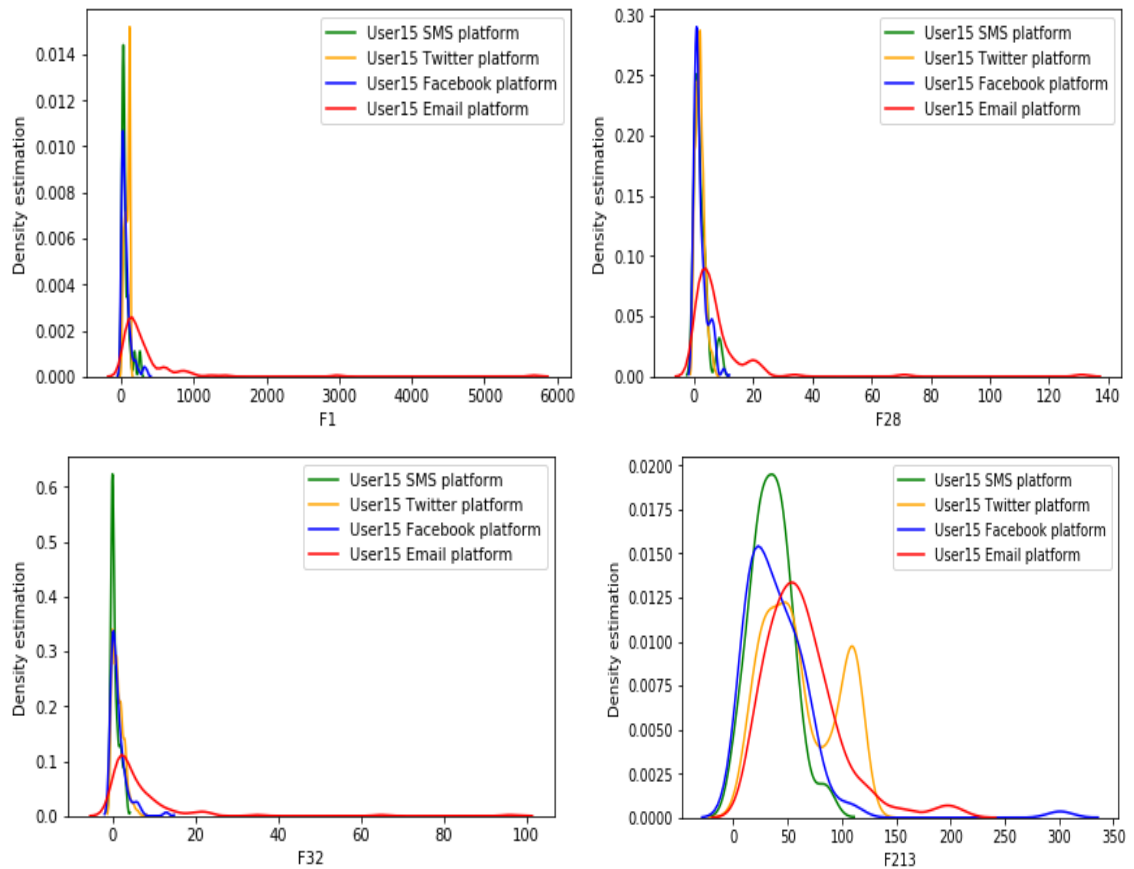 Density estimation
0.014
0.012
0.010
0.008
0.006
0.004
0.002
0.000
User15 SMS platform
User15 Twitter platform
User15 Facebook platform
User15 Email platform
0 1000 2000 3000 4000 5000 6000
F1
Density estimation
0.30
0.25
0.20
0.15
0.10
0.05
0.00
User15 SMS platform
User15 Twitter platform
User15 Facebook platform
User15 Email platform
0 20 40 60 80 100 120 140
F28
Density estimation
0.6
0.5
0.4
0.3
0.2
0.1
0.0
User15 SMS platform
User15 Twitter platform
User15 Facebook platform
User15 Email platform
0 20 40 60 80 100
F32
Density estimation
0.0200
0.0175
0.0150
0.0125
0.0100
0.0075
0.0050
0.0025
0.0000
User15 SMS platform
User15 Twitter platform
User15 Facebook platform
User15 Email platform
0 50 100 150 200 250 300 350
F213